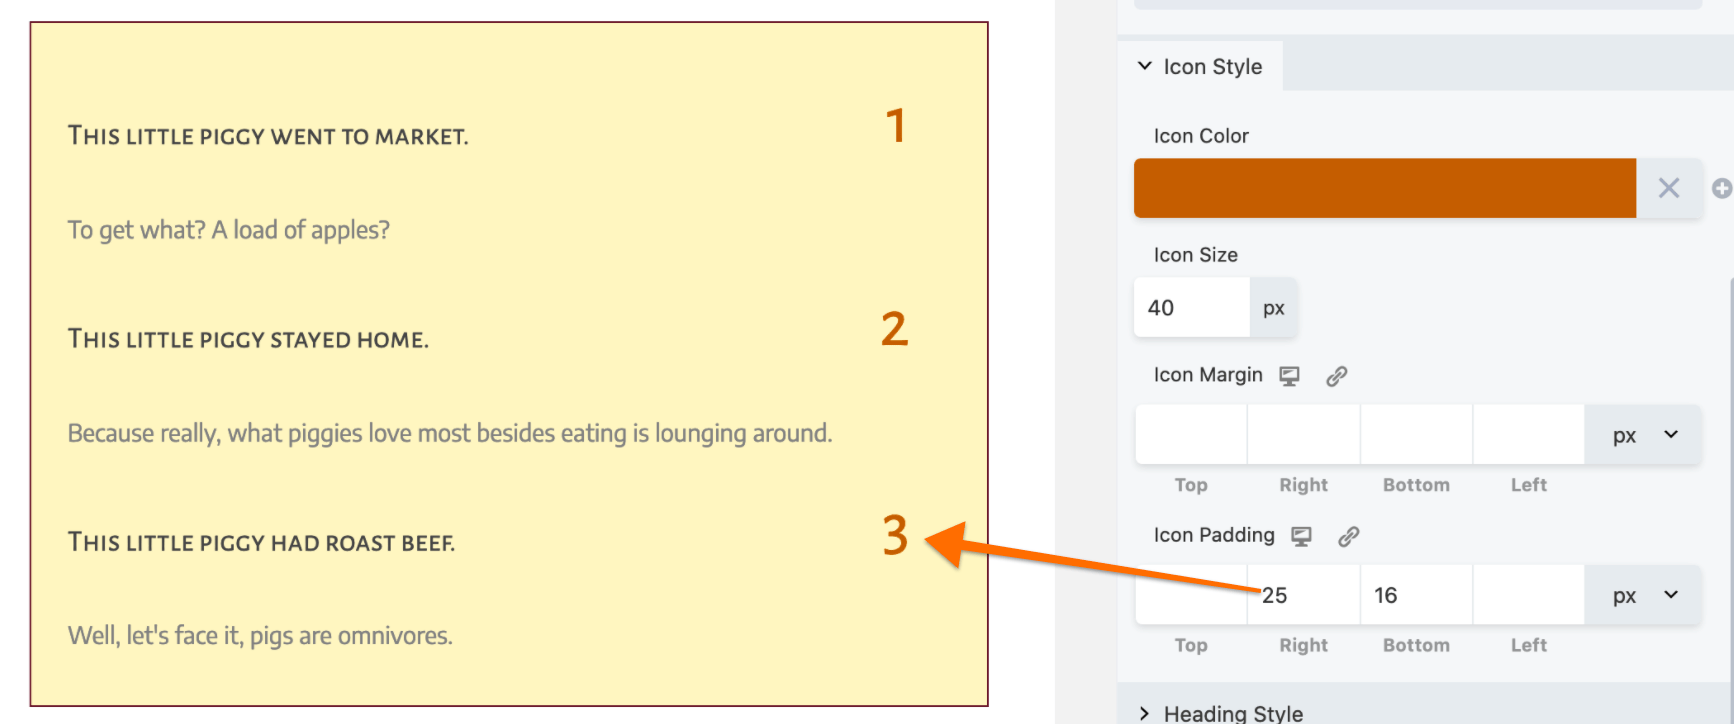 This little piggy went to market. 1
To get what? A load of apples?
This little piggy stayed home. 2
Because really, what piggies love most besides eating is lounging around.
This little piggy had roast beef. 3
Well, let's face it, pigs are omnivores.
Icon Style
Icon Color
Icon Size
40 px
Icon Margin
px
Top Right Bottom Left
Icon Padding
25 16 px
Top Right Bottom Left
Heading Style